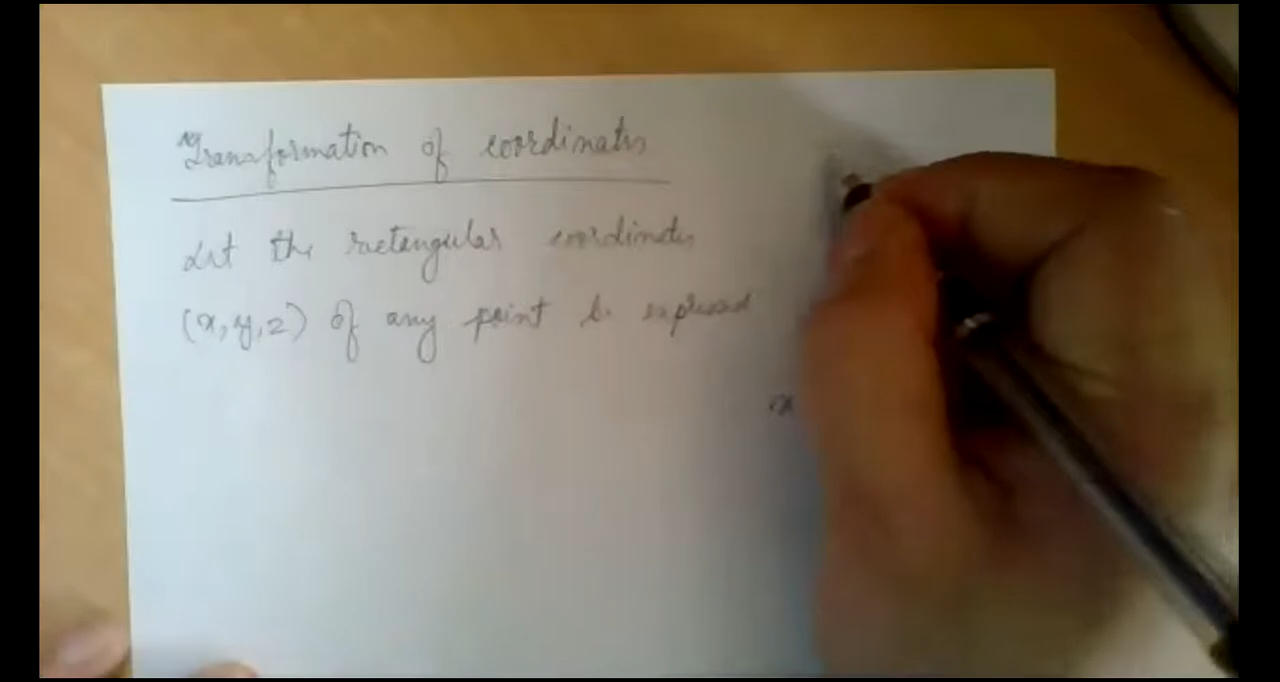 Transformation of coordinates
Let the rectangular coordinates
(x, y, z) of any point be expressed
x